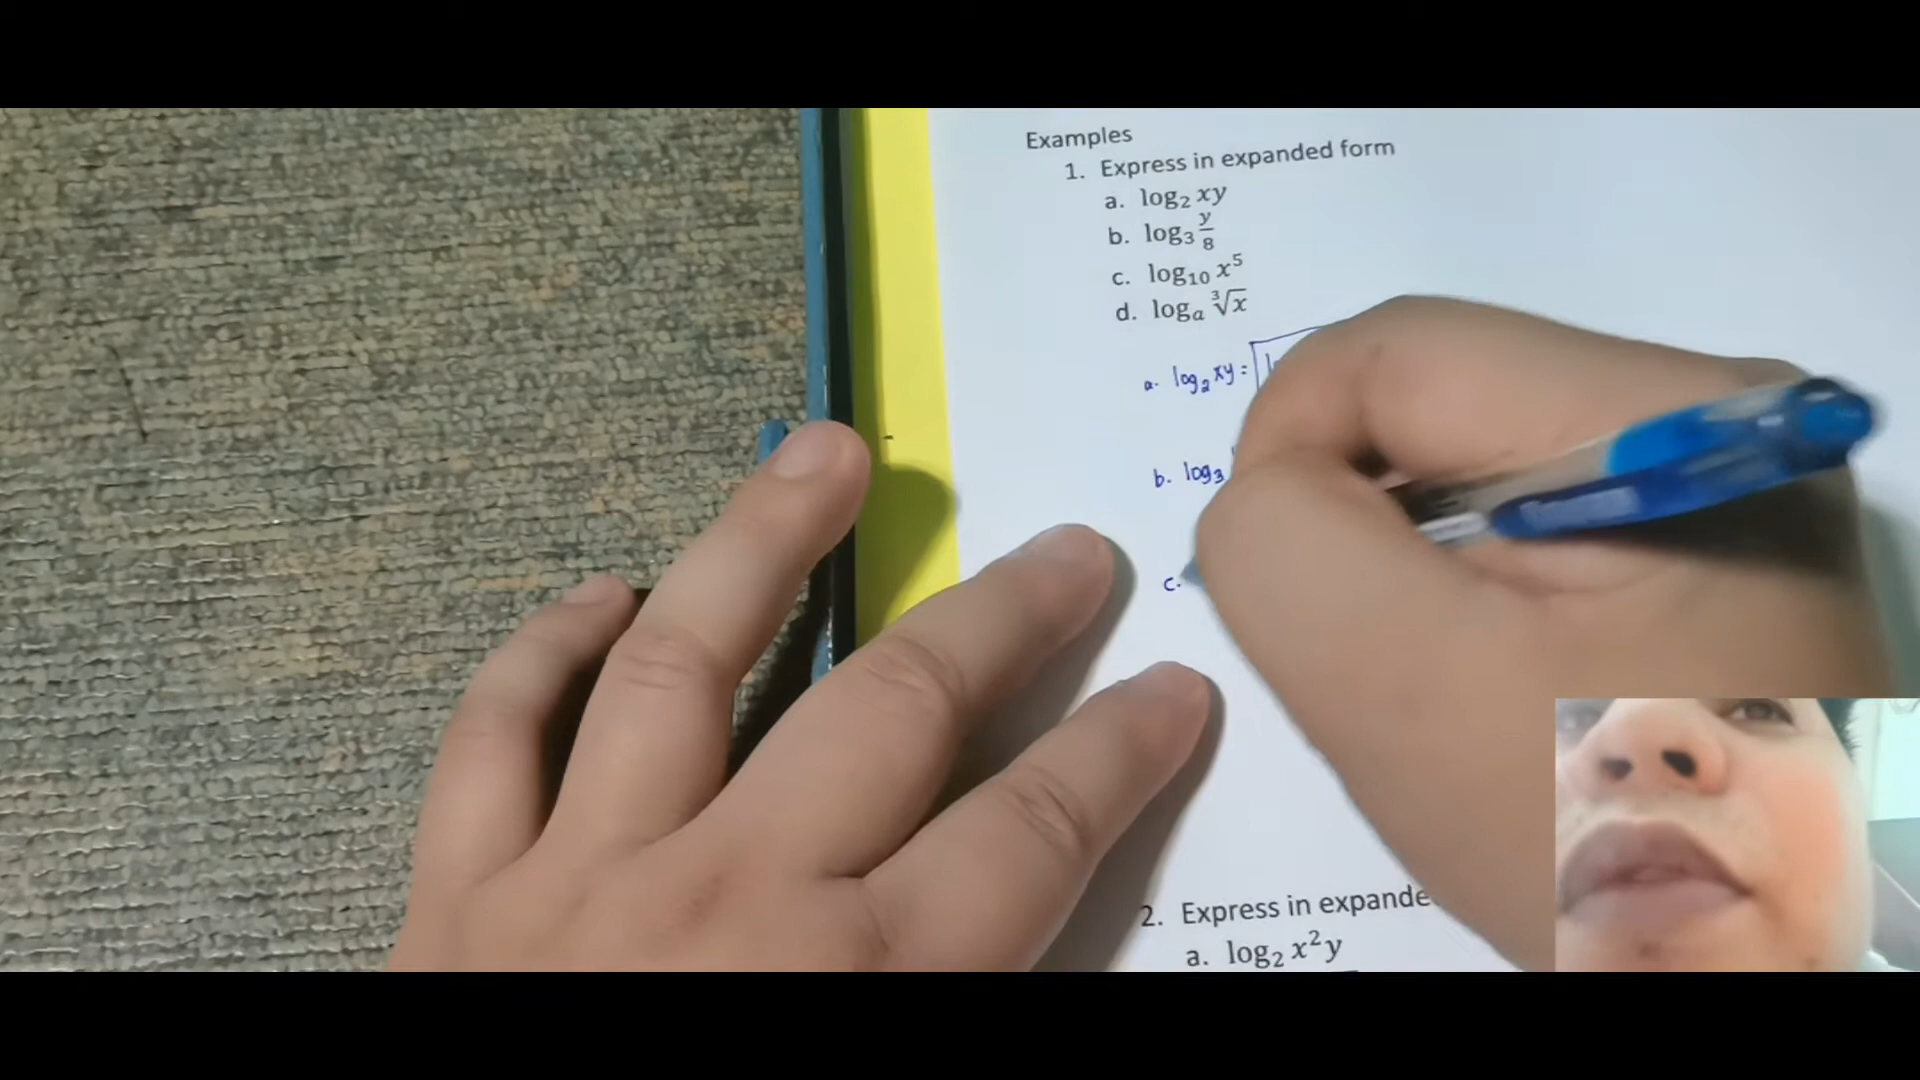 Examples
1. Express in expanded form
a. log₂ xy
b. log₃ y/8
c. log₁₀ x⁵
d. logₐ ∛x
a. log₂ xy =
b. log₃
c.
2. Express in
a. log₂ x²y